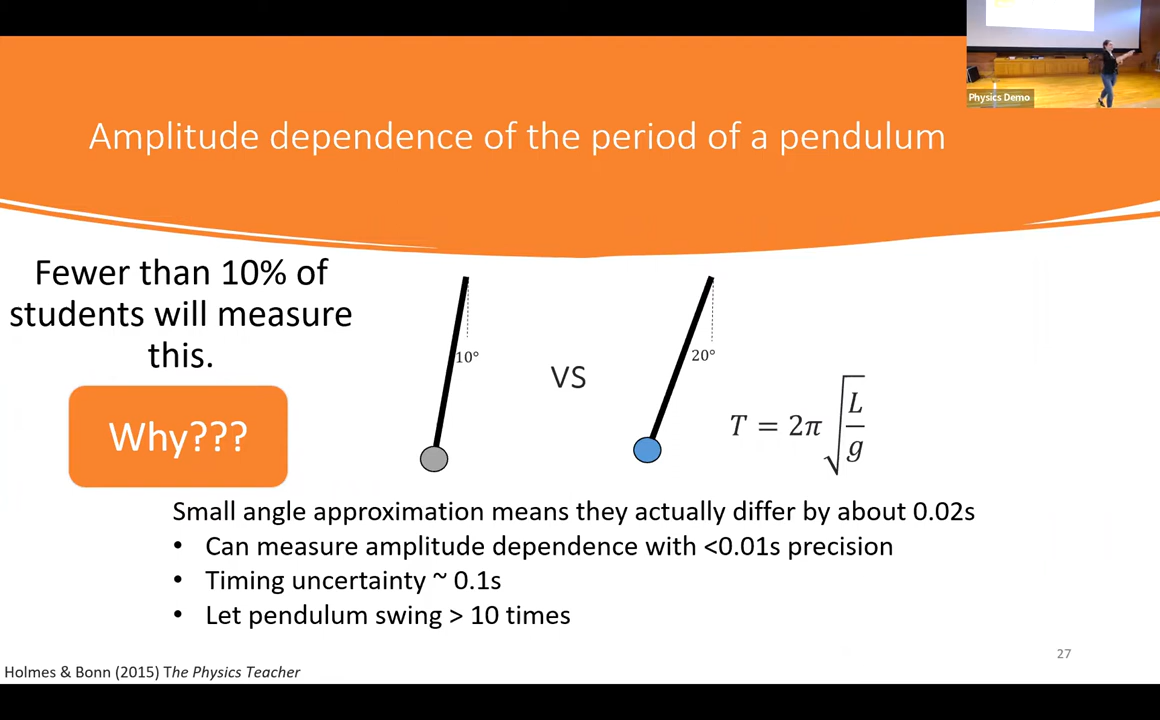 Physics Demo
Amplitude dependence of the period of a pendulum
Fewer than 10% of
students will measure
this.
Why???
10°
VS
20°
T = 2π √(L/g)
Small angle approximation means they actually differ by about 0.02s
• Can measure amplitude dependence with <0.01s precision
• Timing uncertainty ~ 0.1s
• Let pendulum swing > 10 times
27
Holmes & Bonn (2015) The Physics Teacher